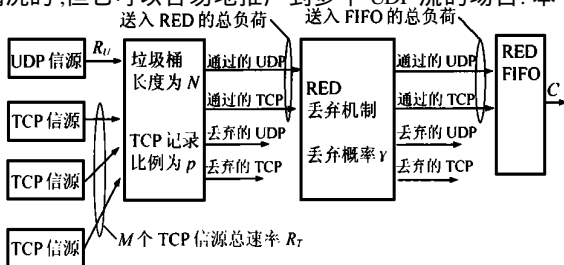 情况的,但它可以容易地推广到多个 UDP 流的场合. 本
送入 RED 的总负荷
送入 FIFO 的总负荷
UDP 信源
R_U
垃圾桶
长度为 N
TCP 记录
比例为 p
通过的 UDP
通过的 TCP
丢弃的 UDP
丢弃的 TCP
RED
丢弃机制
丢弃概率 γ
通过的 UDP
通过的 TCP
丢弃的 UDP
丢弃的 TCP
RED
FIFO
C
TCP 信源
TCP 信源
TCP 信源
M 个 TCP 信源总速率 R_T